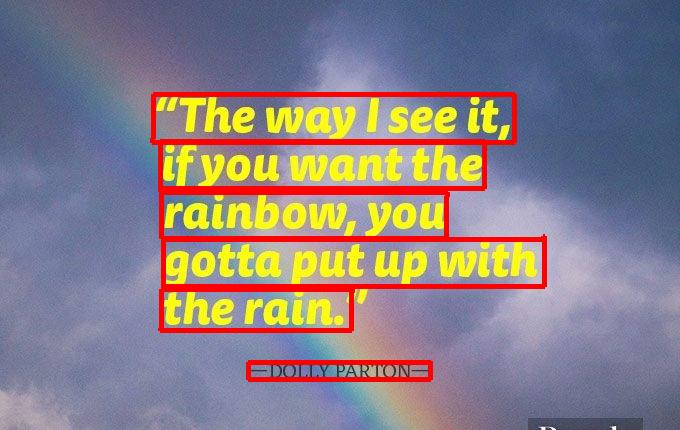 “The way I see it,
if you want the
rainbow, you
gotta put up with
the rain.”
—DOLLY PARTON—